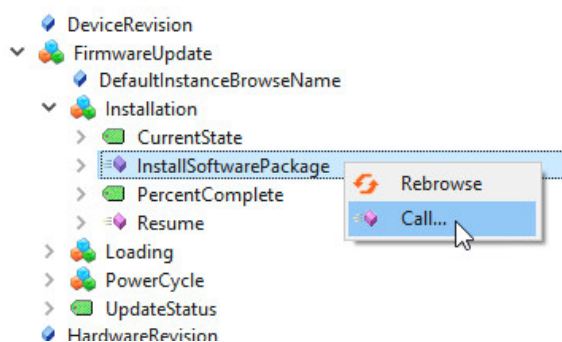 DeviceRevision
FirmwareUpdate
DefaultInstanceBrowseName
Installation
CurrentState
InstallSoftwarePackage
Rebrowse
PercentComplete
Call...
Resume
Loading
PowerCycle
UpdateStatus
HardwareRevision